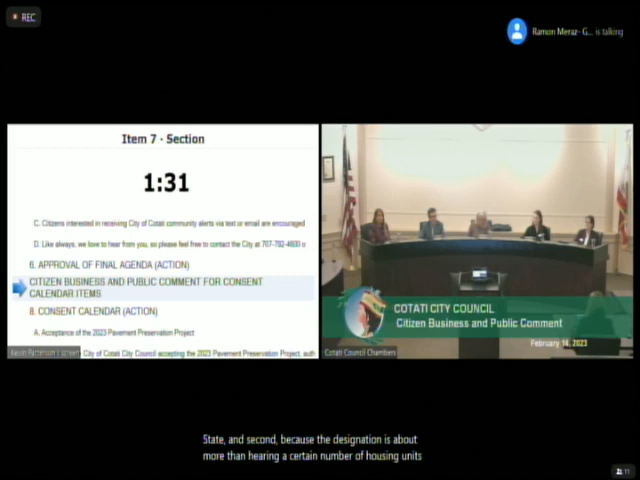 REC
Ramon Meraz- G... is talking
Item 7 · Section
1:31
C. Citizens interested in receiving City of Cotati community alerts via text or email are encouraged
D. Like always, we love to hear from you, so please feel free to contact the City at 707-792-4600 o
6. APPROVAL OF FINAL AGENDA (ACTION)
CITIZEN BUSINESS AND PUBLIC COMMENT FOR CONSENT
CALENDAR ITEMS
8. CONSENT CALENDAR (ACTION)
A. Acceptance of the 2023 Pavement Preservation Project
City of Cotati City Council accepting the 2023 Pavement Preservation Project, auth
COTATI CITY COUNCIL
Citizen Business and Public Comment
February 14, 2023
Cotati Council Chambers
State, and second, because the designation is about
more than hearing a certain number of housing units
11